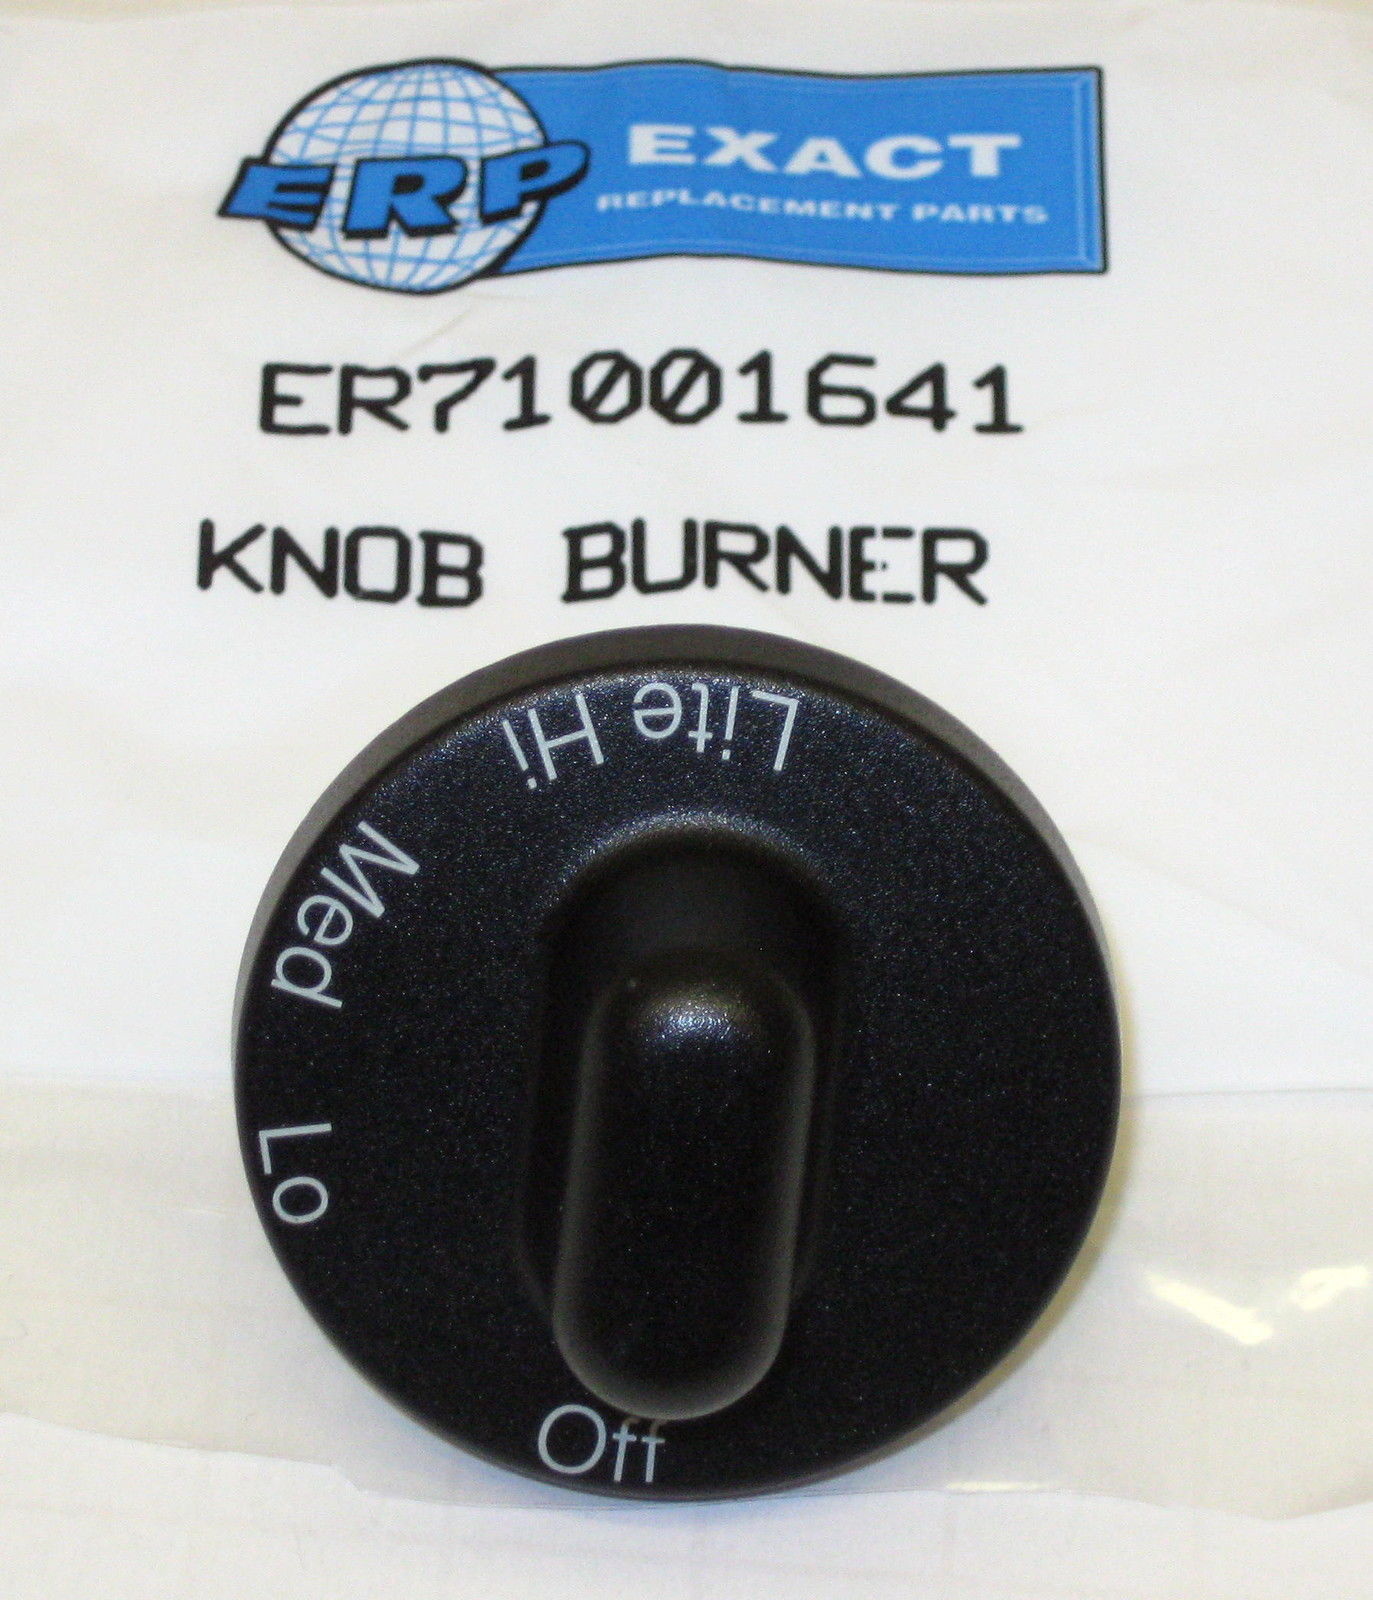 ERP EXACT
REPLACEMENT PARTS
ER71001641
KNOB BURNER
Lite Hi
Med
Lo
Off